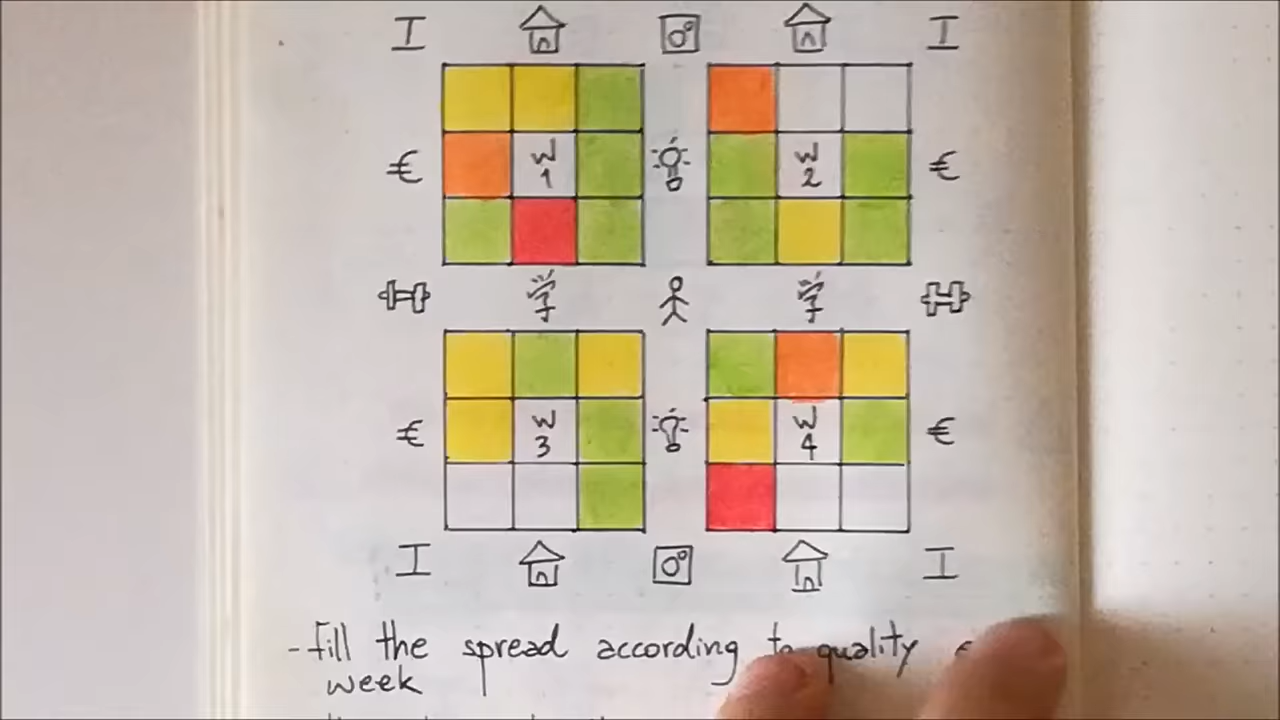 I I
€ W 1 W 2 €
€ W 3 W 4 €
I I
- fill the spread according to quality
week